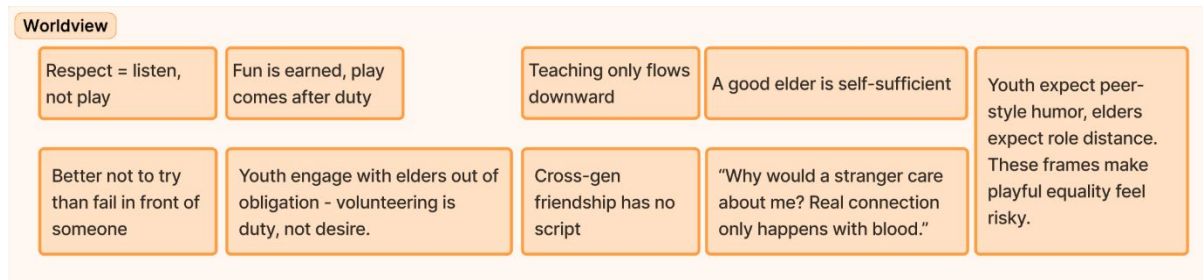 Worldview
Respect = listen,
not play
Fun is earned, play
comes after duty
Teaching only flows
downward
A good elder is self-sufficient
Youth expect peer-
style humor, elders
expect role distance.
These frames make
playful equality feel
risky.
Better not to try
than fail in front of
someone
Youth engage with elders out of
obligation - volunteering is
duty, not desire.
Cross-gen
friendship has no
script
“Why would a stranger care
about me? Real connection
only happens with blood.”